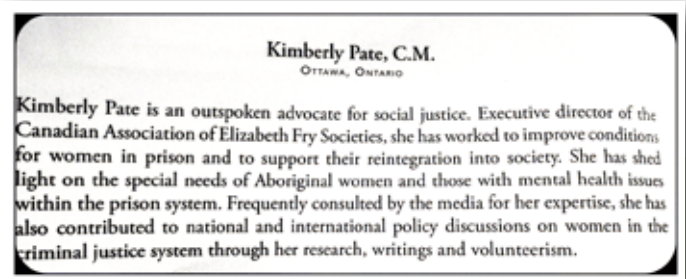 Kimberly Pate, C.M.
OTTAWA, ONTARIO
Kimberly Pate is an outspoken advocate for social justice. Executive director of the
Canadian Association of Elizabeth Fry Societies, she has worked to improve conditions
for women in prison and to support their reintegration into society. She has shed
light on the special needs of Aboriginal women and those with mental health issues
within the prison system. Frequently consulted by the media for her expertise, she has
also contributed to national and international policy discussions on women in the
criminal justice system through her research, writings and volunteerism.